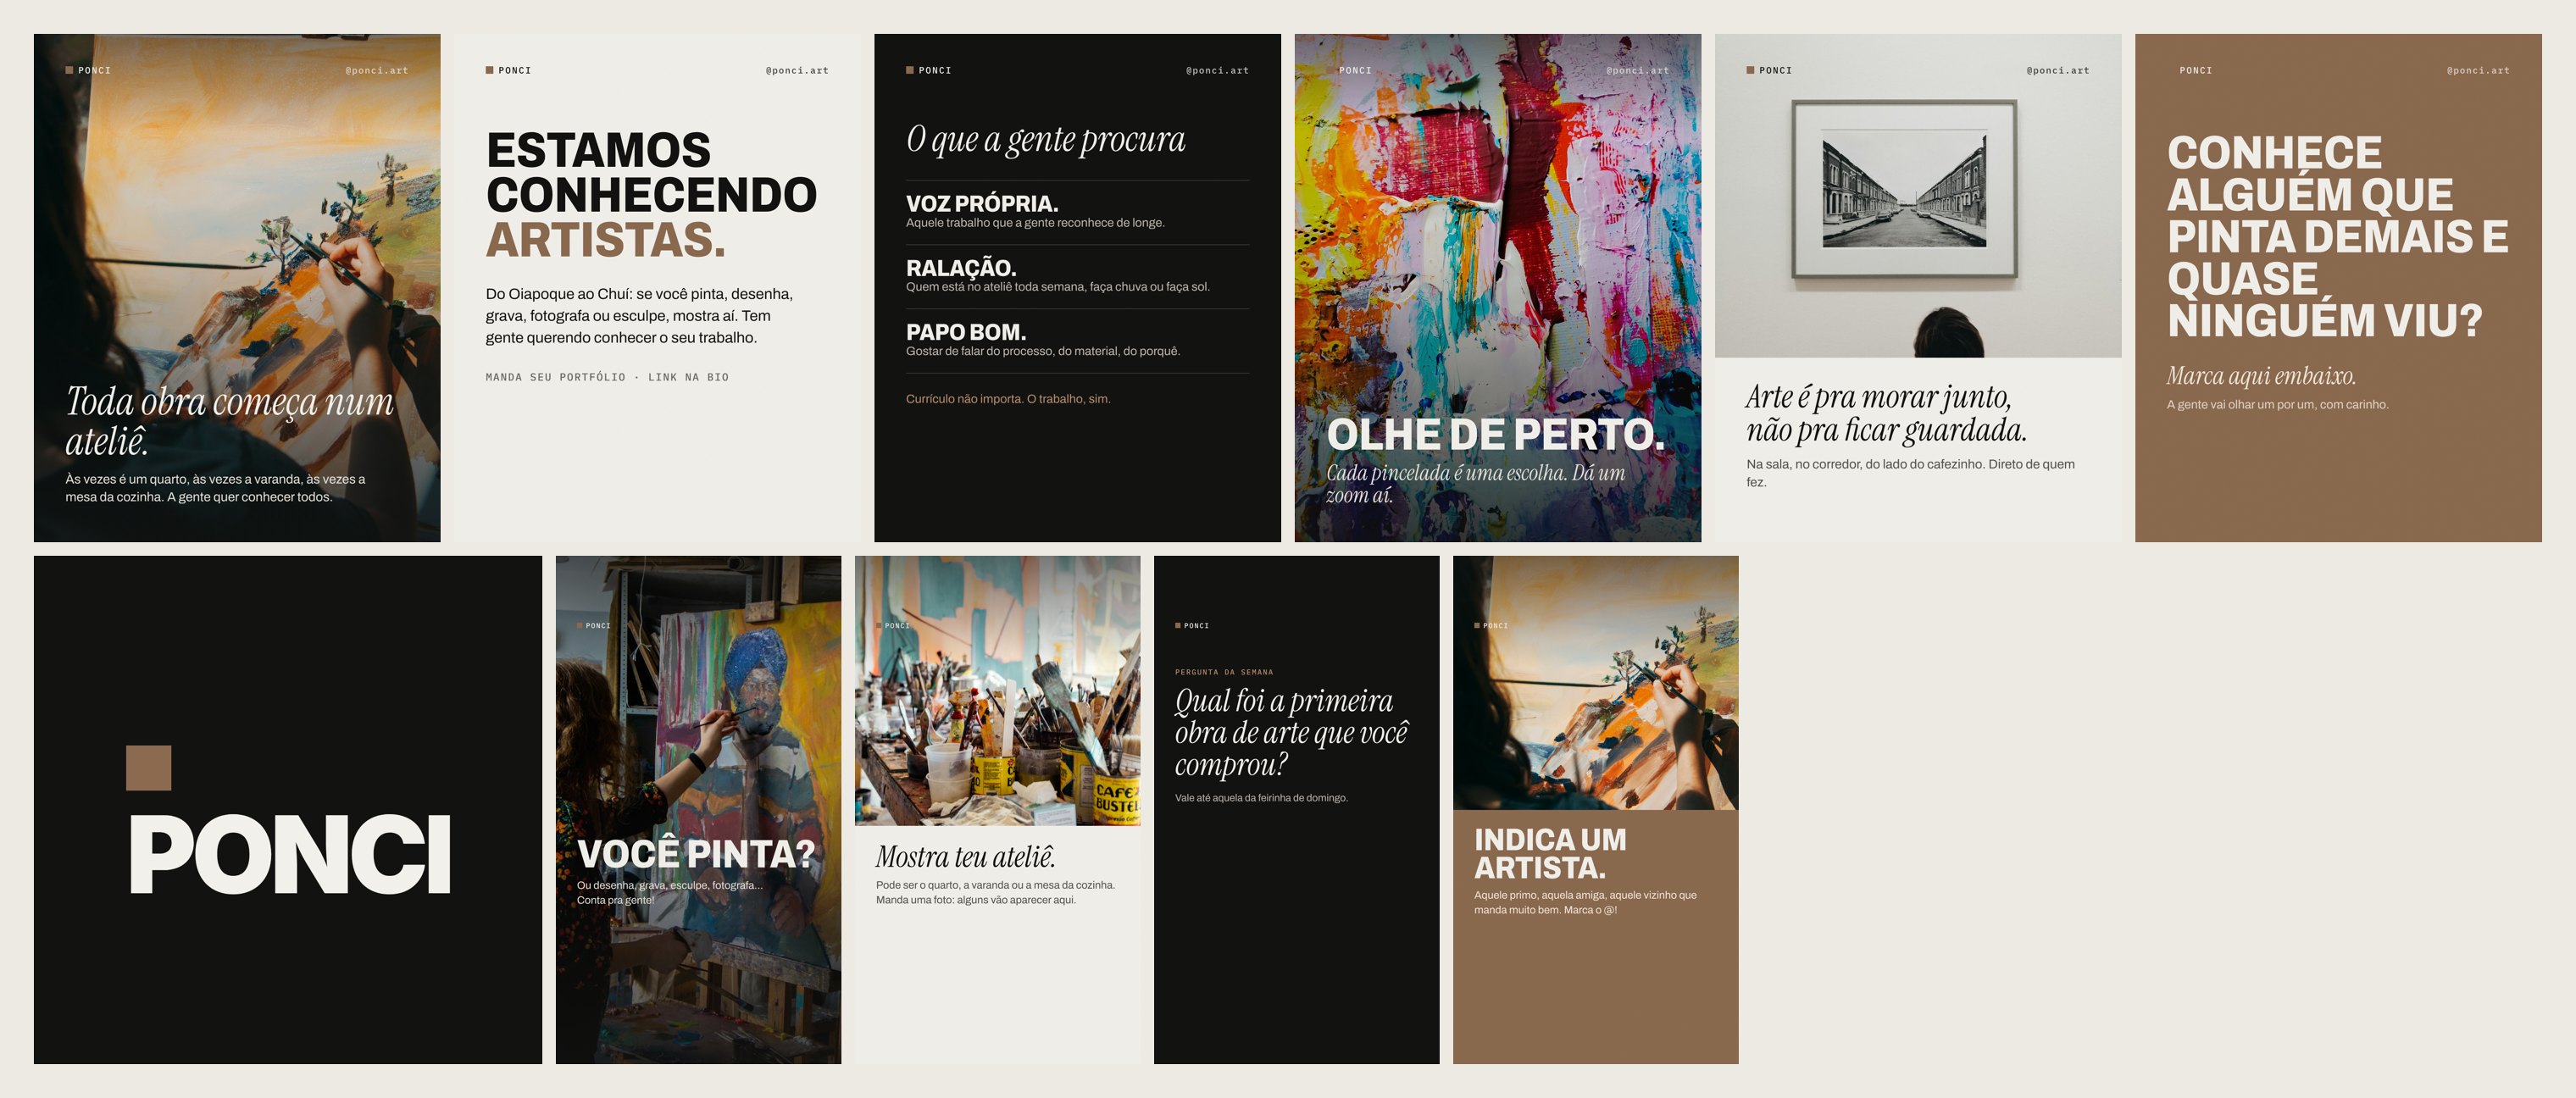 PONCI
@ponci.art
Toda obra começa num
ateliê.
Às vezes é um quarto, às vezes a varanda, às vezes a
mesa da cozinha. A gente quer conhecer todos.
PONCI
@ponci.art
ESTAMOS
CONHECENDO
ARTISTAS.
Do Oiapoque ao Chuí: se você pinta, desenha,
grava, fotografa ou esculpe, mostra aí. Tem
gente querendo conhecer o seu trabalho.
MANDA SEU PORTFÓLIO · LINK NA BIO
PONCI
@ponci.art
O que a gente procura
VOZ PRÓPRIA.
Aquele trabalho que a gente reconhece de longe.
RALAÇÃO.
Quem está no ateliê toda semana, faça chuva ou faça sol.
PAPO BOM.
Gostar de falar do processo, do material, do porquê.
Currículo não importa. O trabalho, sim.
PONCI
@ponci.art
OLHE DE PERTO.
Cada pincelada é uma escolha. Dá um
zoom aí.
PONCI
@ponci.art
Arte é pra morar junto,
não pra ficar guardada.
Na sala, no corredor, do lado do cafezinho. Direto de quem
fez.
PONCI
@ponci.art
CONHECE
ALGUÉM QUE
PINTA DEMAIS E
QUASE
NINGUÉM VIU?
Marca aqui embaixo.
A gente vai olhar um por um, com carinho.
PONCI
PONCI
VOCÊ PINTA?
Ou desenha, grava, esculpe, fotografa...
Conta pra gente!
PONCI
CAFE
BUSTEL
Mostra teu ateliê.
Pode ser o quarto, a varanda ou a mesa da cozinha.
Manda uma foto: alguns vão aparecer aqui.
PONCI
PERGUNTA DA SEMANA
Qual foi a primeira
obra de arte que você
comprou?
Vale até aquela da feirinha de domingo.
PONCI
INDICA UM
ARTISTA.
Aquele primo, aquela amiga, aquele vizinho que
manda muito bem. Marca o @!